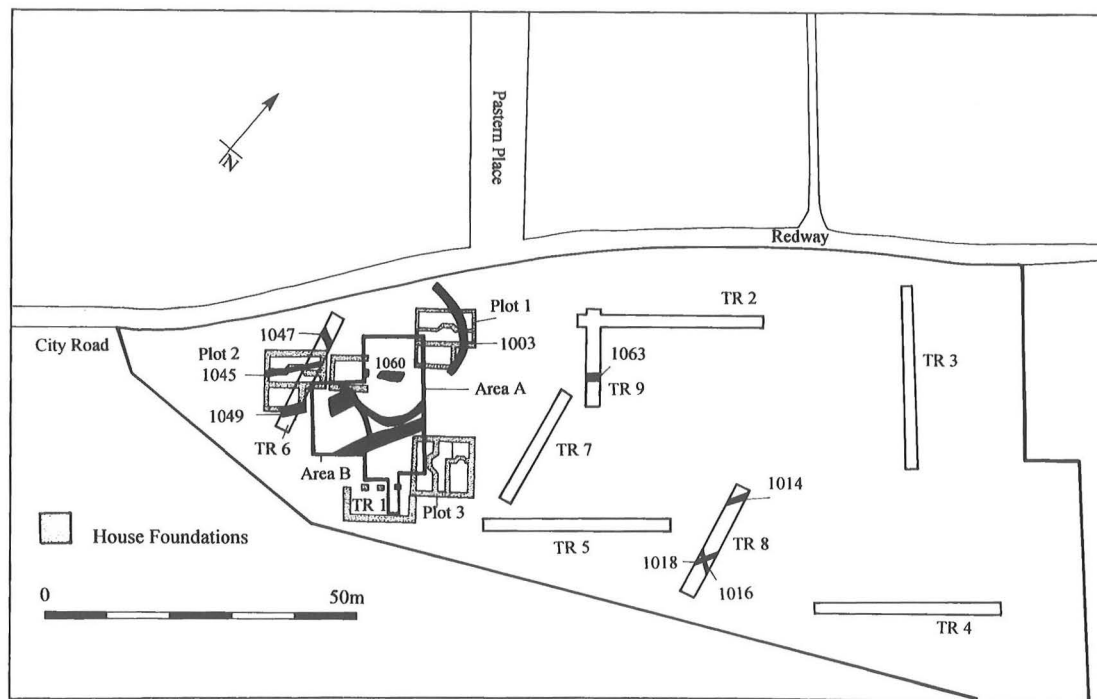 Pastern Place
N
Redway
City Road
Plot 1
1003
1047
Plot 2
1045
1049
TR 6
1060
Area A
Area B
TR 1
Plot 3
TR 2
1063
TR 9
TR 3
TR 7
TR 5
1014
TR 8
1018
1016
TR 4
House Foundations
0 50m